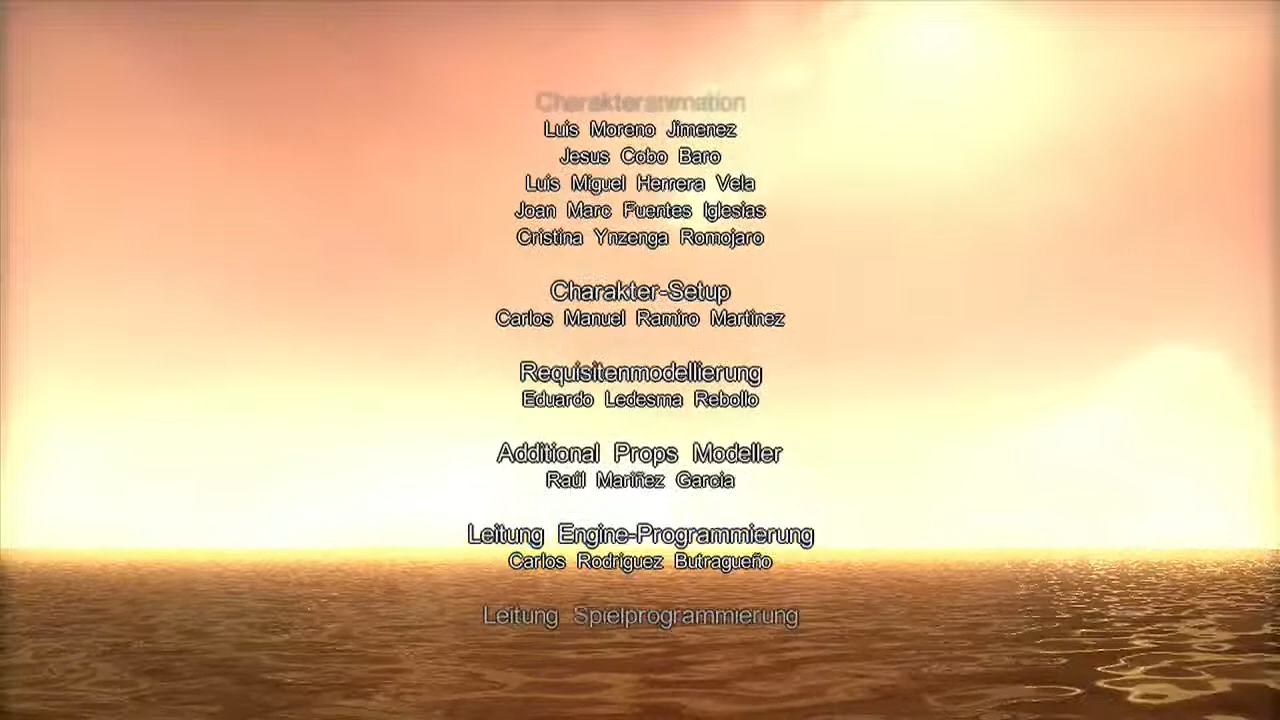 Charakteranimation
Luis Moreno Jimenez
Jesus Cobo Baro
Luis Miguel Herrera Vela
Joan Marc Fuentes Iglesias
Cristina Ynzenga Romojaro
Charakter-Setup
Carlos Manuel Ramiro Martinez
Requisitenmodellierung
Eduardo Ledesma Rebollo
Additional Props Modeller
Raúl Mariñez Garcia
Leitung Engine-Programmierung
Carlos Rodriguez Butragueño
Leitung Spielprogrammierung